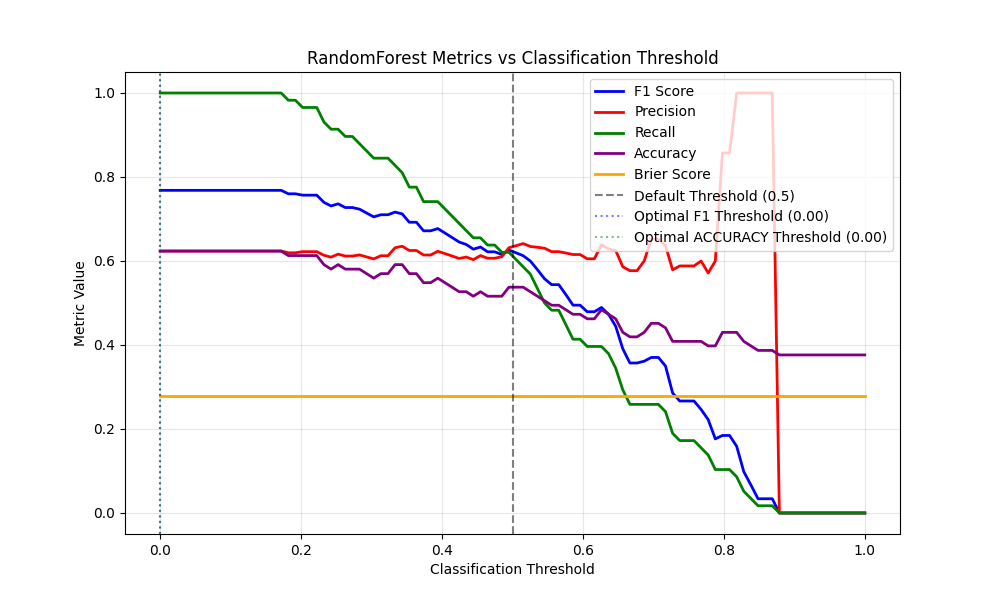 RandomForest Metrics vs Classification Threshold
Metric Value
1.0
0.8
0.6
0.4
0.2
0.0
F1 Score
Precision
Recall
Accuracy
Brier Score
Default Threshold (0.5)
Optimal F1 Threshold (0.00)
Optimal ACCURACY Threshold (0.00)
0.0 0.2 0.4 0.6 0.8 1.0
Classification Threshold